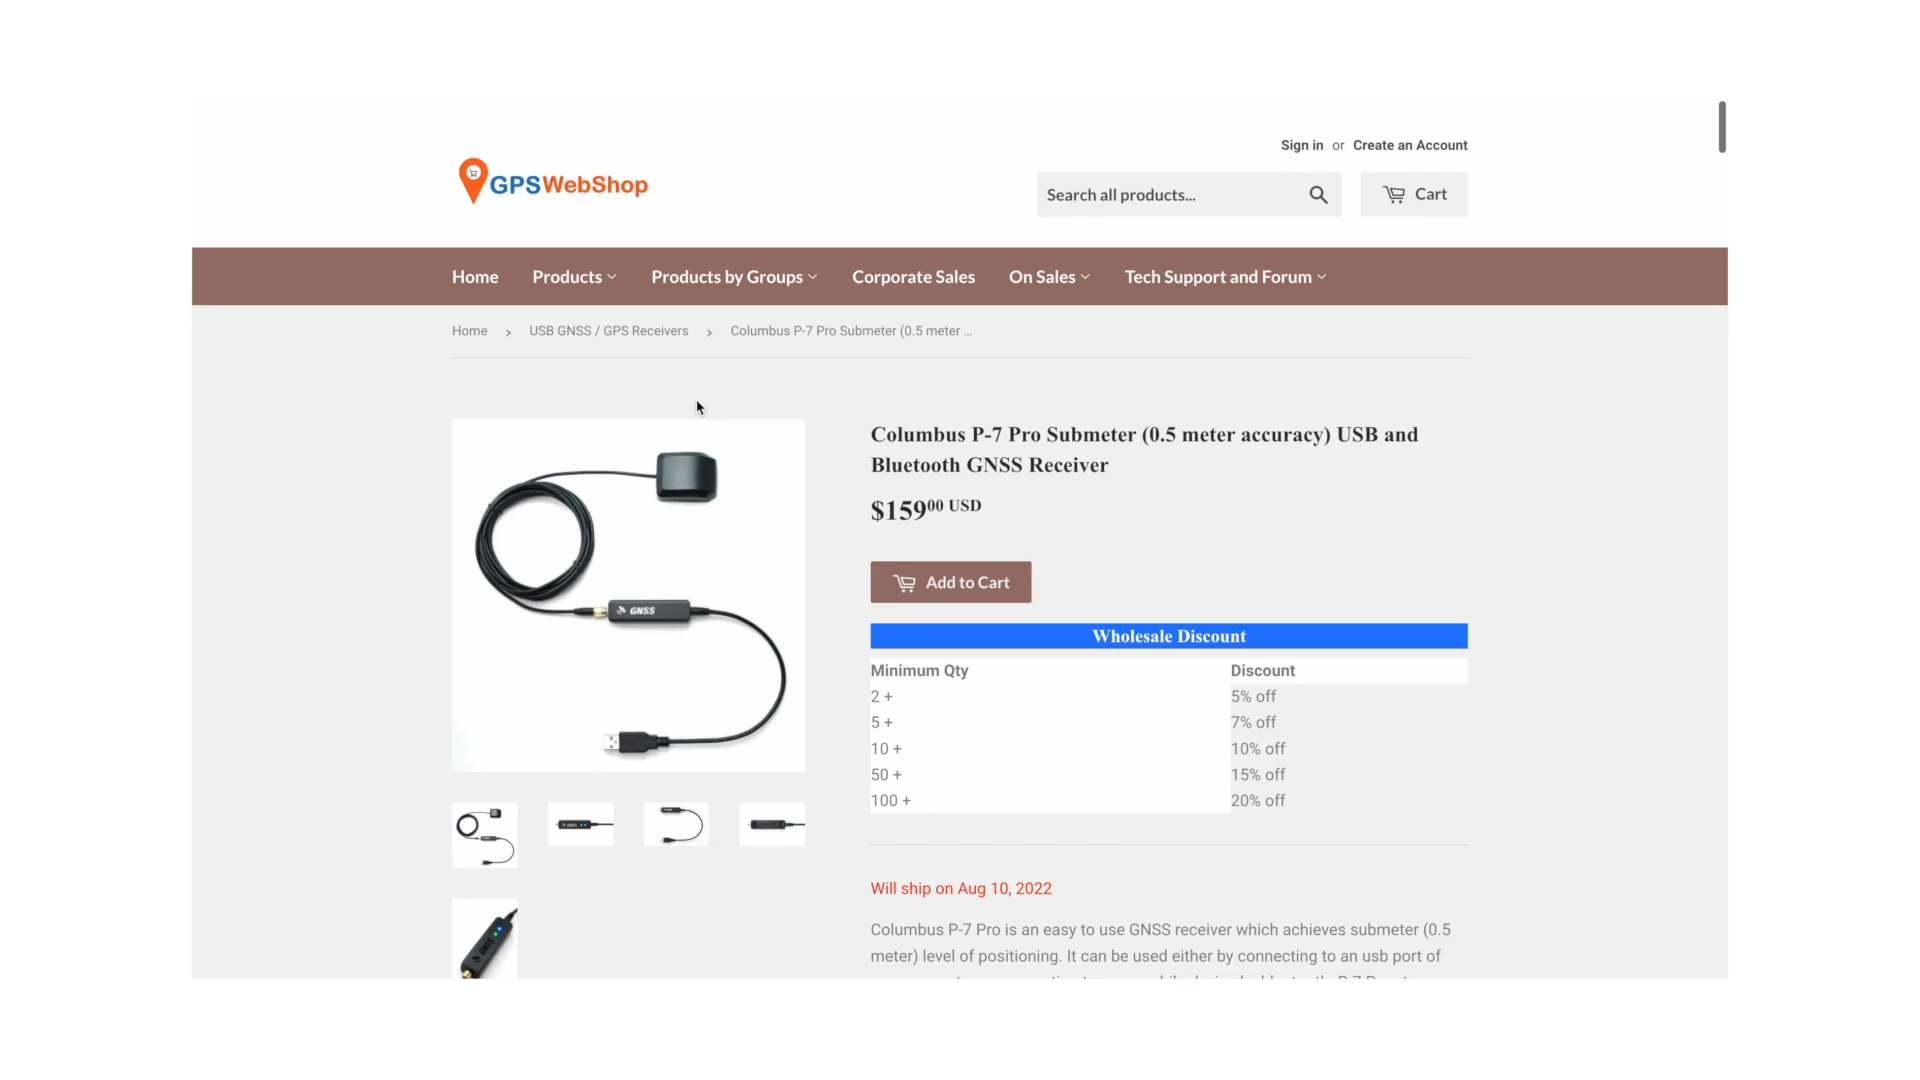 Sign in or Create an Account
GPSWebShop
Search all products...
Cart
Home Products Products by Groups Corporate Sales On Sales Tech Support and Forum
Home › USB GNSS / GPS Receivers › Columbus P-7 Pro Submeter (0.5 meter ...
Columbus P-7 Pro Submeter (0.5 meter accuracy) USB and
Bluetooth GNSS Receiver
$15900 USD
GNSS
Add to Cart
Wholesale Discount
Minimum Qty Discount
2 + 5% off
5 + 7% off
10 + 10% off
50 + 15% off
100 + 20% off
Will ship on Aug 10, 2022
Columbus P-7 Pro is an easy to use GNSS receiver which achieves submeter (0.5
meter) level of positioning. It can be used either by connecting to an usb port of